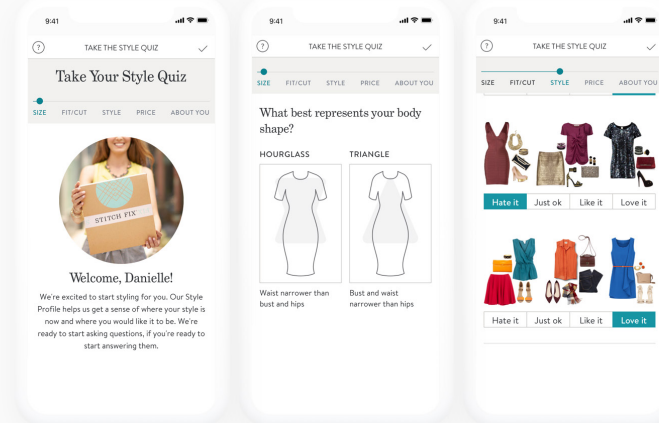 9:41
?
TAKE THE STYLE QUIZ
Take Your Style Quiz
SIZE FIT/CUT STYLE PRICE ABOUT YOU
STITCH FIX
Welcome, Danielle!
We're excited to start styling for you. Our Style
Profile helps us get a sense of where your style is
now and where you would like it to be. We're
ready to start asking questions, if you're ready to
start answering them.
9:41
?
TAKE THE STYLE QUIZ
SIZE FIT/CUT STYLE PRICE ABOUT YOU
What best represents your body
shape?
HOURGLASS TRIANGLE
Waist narrower than
bust and hips
Bust and waist
narrower than hips
9:41
?
TAKE THE STYLE QUIZ
SIZE FIT/CUT STYLE PRICE ABOUT YOU
Hate it Just ok Like it Love it
Hate it Just ok Like it Love it